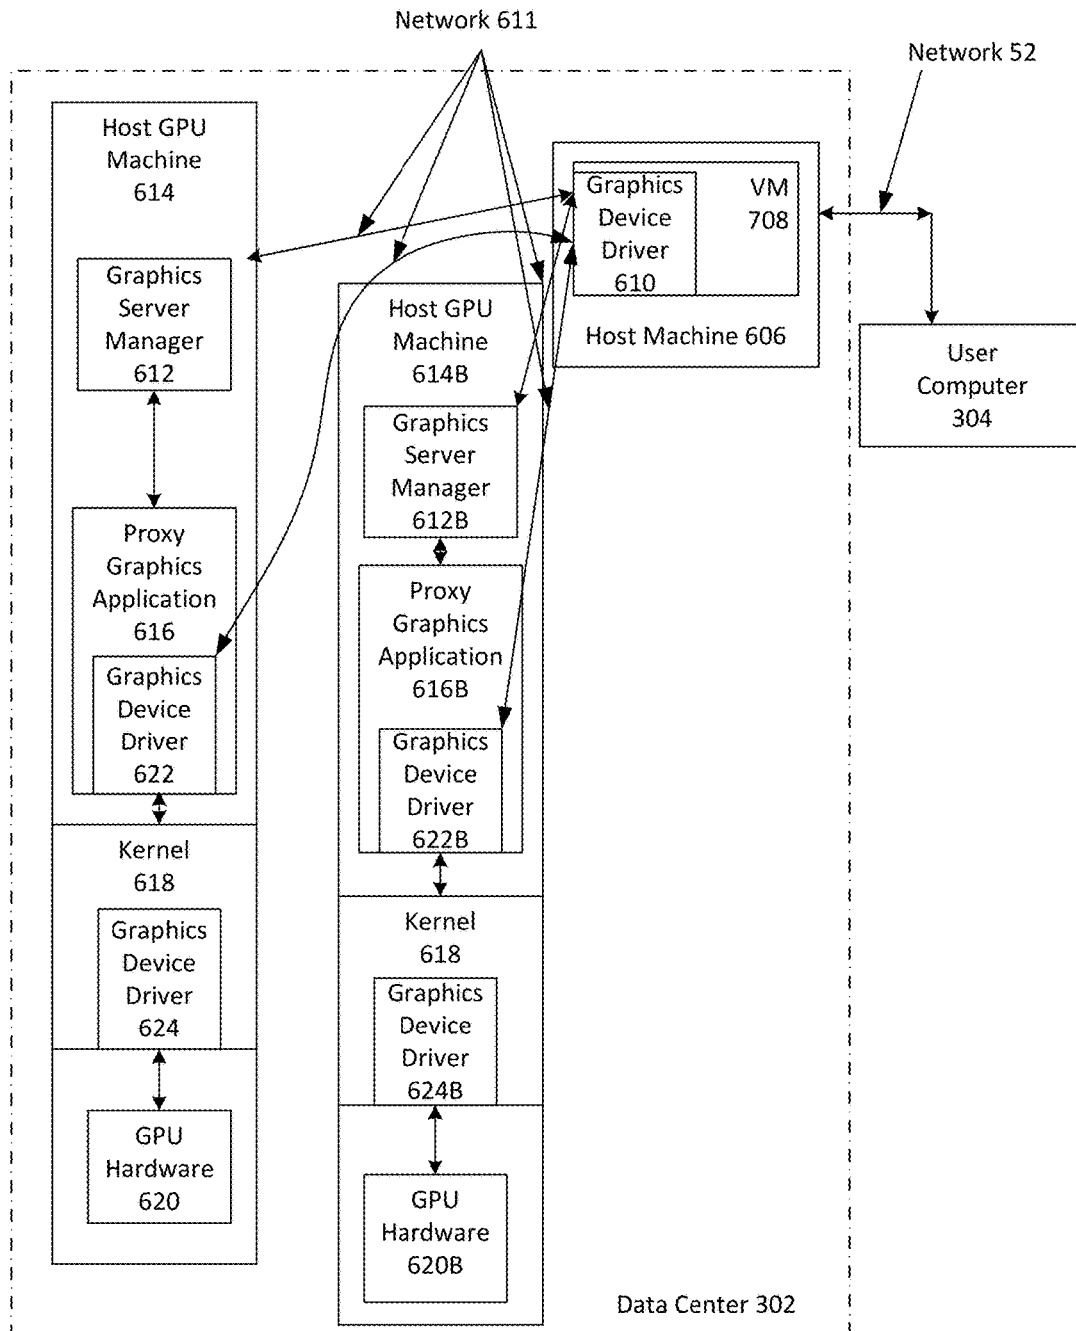 Network 611
Network 52
Host GPU
Machine
614
Graphics
Server
Manager
612
Proxy
Graphics
Application
616
Graphics
Device
Driver
622
Kernel
618
Graphics
Device
Driver
624
GPU
Hardware
620
Host GPU
Machine
614B
Graphics
Server
Manager
612B
Proxy
Graphics
Application
616B
Graphics
Device
Driver
622B
Kernel
618
Graphics
Device
Driver
624B
GPU
Hardware
620B
Graphics
Device
Driver
610
VM
708
Host Machine 606
User
Computer
304
Data Center 302